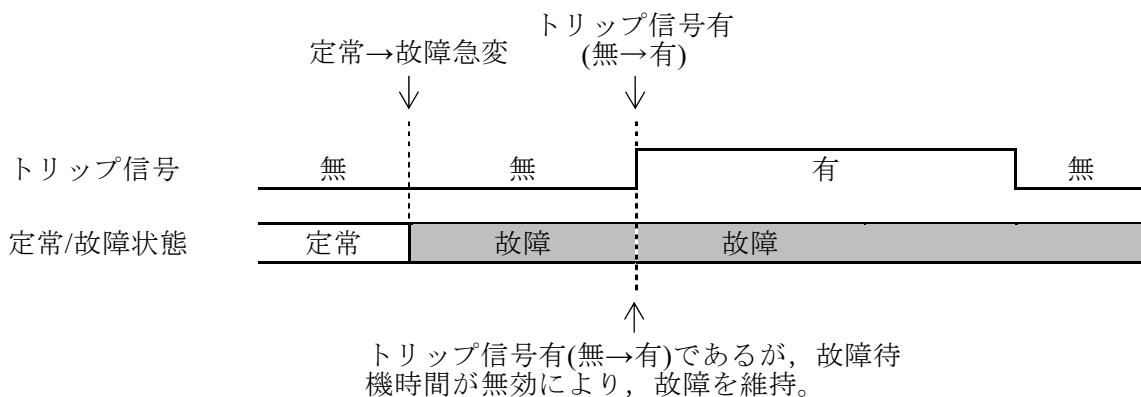 トリップ信号有
(無→有)
定常→故障急変
トリップ信号 無 無 有 無
定常/故障状態 定常 故障 故障
トリップ信号有(無→有)であるが，故障待
機時間が無効により，故障を維持。